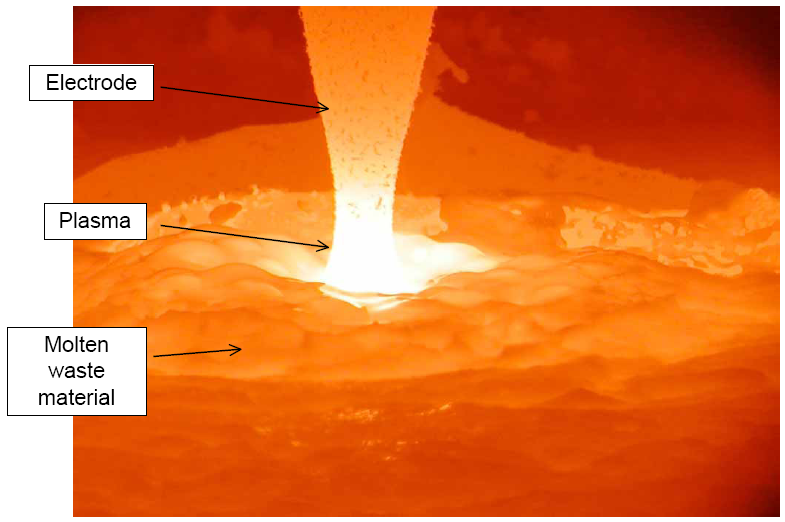 Electrode
Plasma
Molten
waste
material